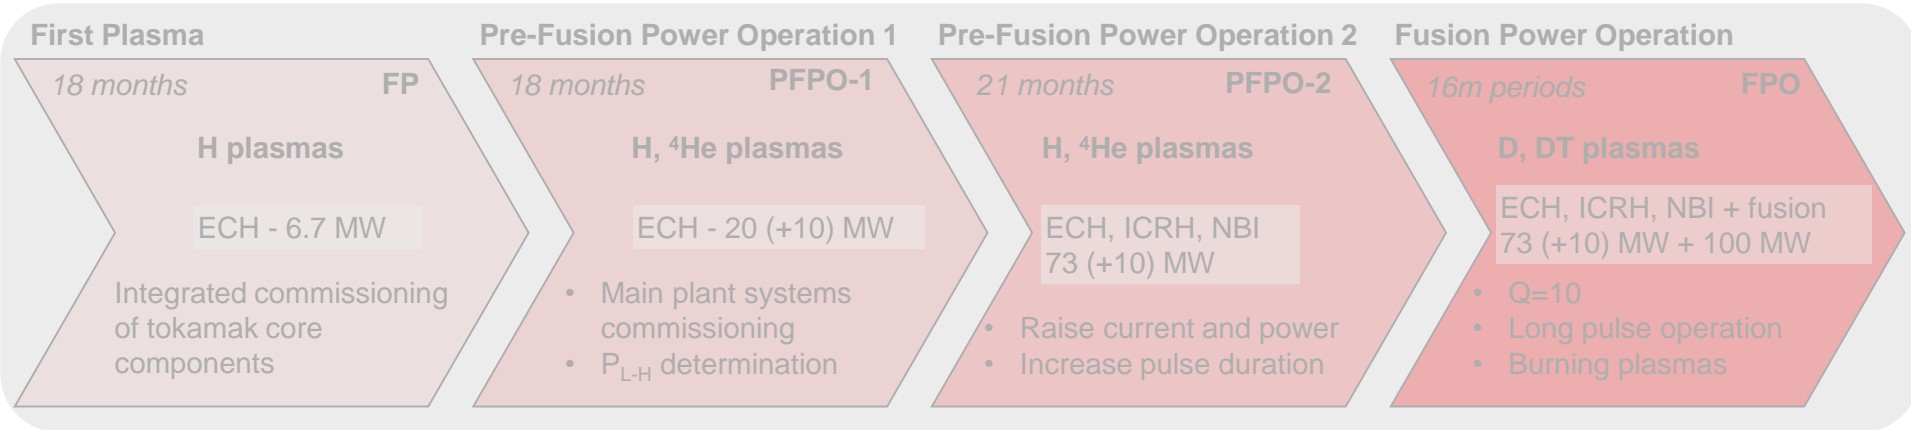 First Plasma
18 months
FP
H plasmas
ECH - 6.7 MW
Integrated commissioning
of tokamak core
components
Pre-Fusion Power Operation 1
18 months
PFPO-1
H, ⁴He plasmas
ECH - 20 (+10) MW
• Main plant systems
commissioning
• P_L-H determination
Pre-Fusion Power Operation 2
21 months
PFPO-2
H, ⁴He plasmas
ECH, ICRH, NBI
73 (+10) MW
• Raise current and power
• Increase pulse duration
Fusion Power Operation
16m periods
FPO
D, DT plasmas
ECH, ICRH, NBI + fusion
73 (+10) MW + 100 MW
• Q=10
• Long pulse operation
• Burning plasmas